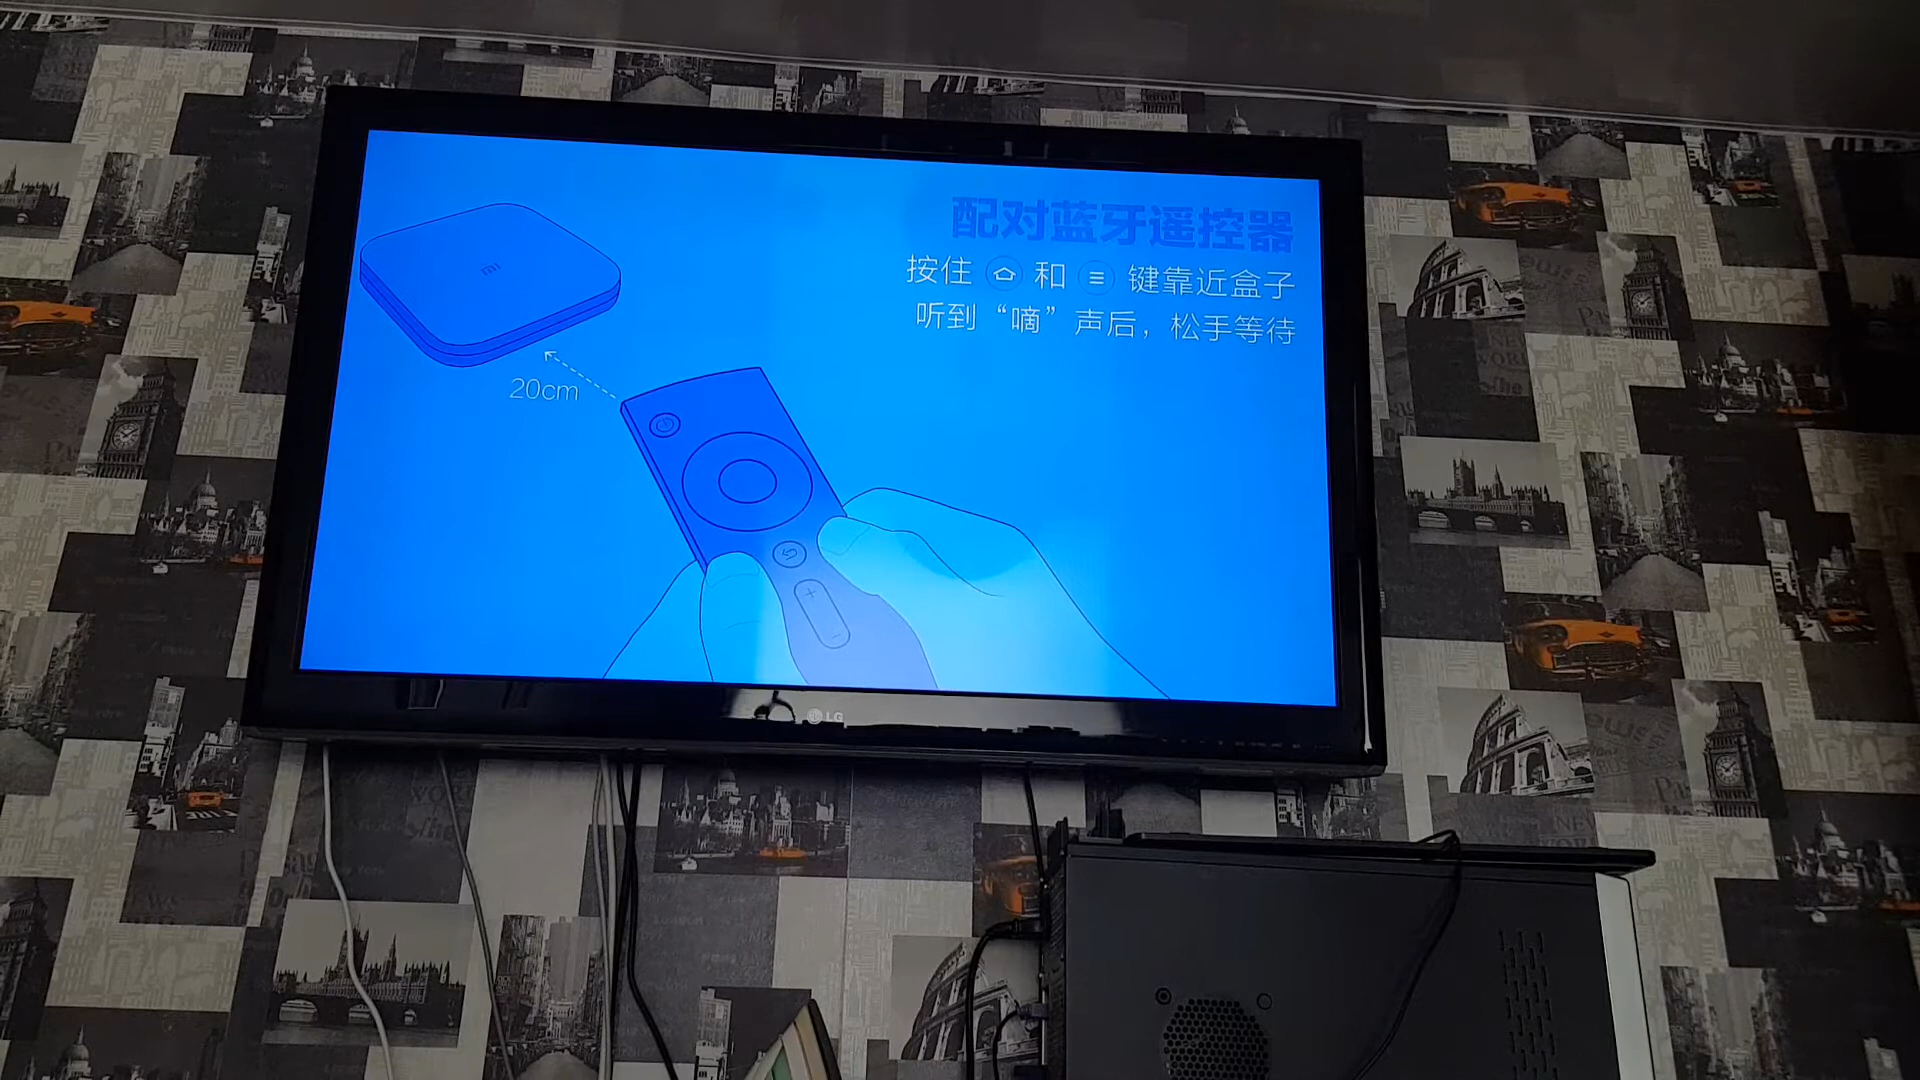 配对蓝牙遥控器
按住 和 键靠近盒子
听到“嘀”声后，松手等待
mi
20cm
LG